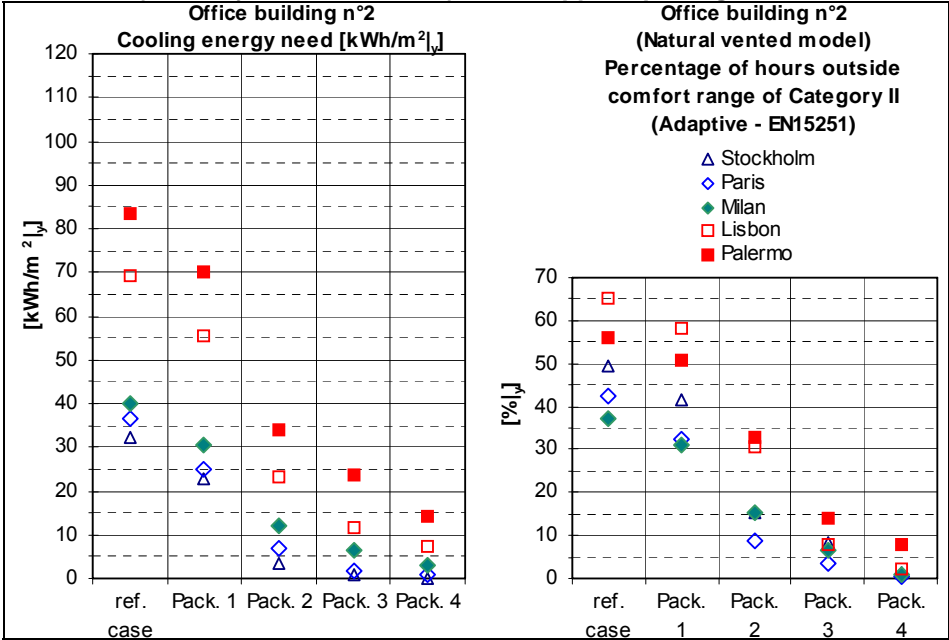 Office building n°2
Cooling energy need [kWh/m²|y]
120
110
100
90
80
70
60
50
40
30
20
10
0
[kWh/m ²|y]
ref. Pack. 1 Pack. 2 Pack. 3 Pack. 4
case
Office building n°2
(Natural vented model)
Percentage of hours outside
comfort range of Category II
(Adaptive - EN15251)
Stockholm
Paris
Milan
Lisbon
Palermo
70
60
50
40
30
20
10
0
[%|y]
ref. Pack. Pack. Pack. Pack.
case 1 2 3 4